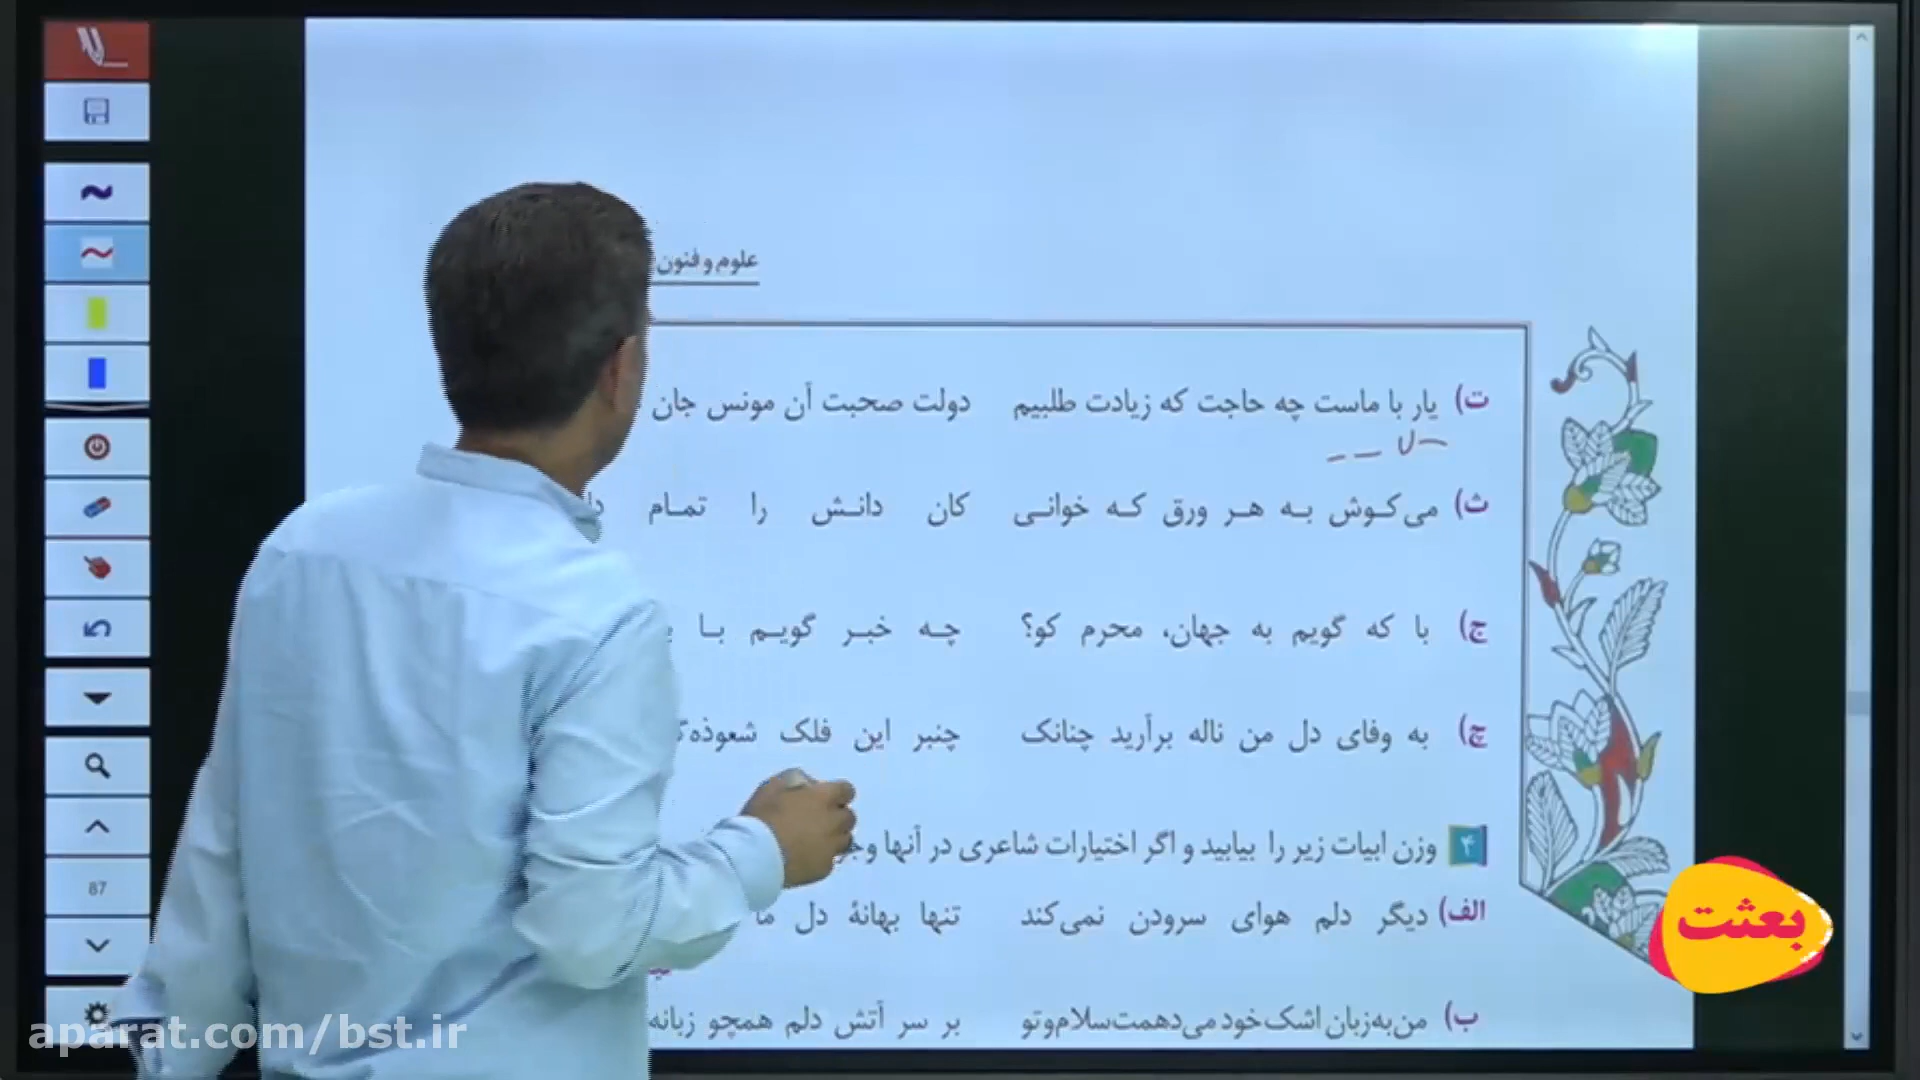 علوم و فنون
ت) یار با ماست چه حاجت که زیادت طلبیم دولت صحبت آن مونس جان
ث) می‌کوش به هر ورق که خوانی کان دانش را تمام
ج) با که گویم به جهان، محرم کو؟ چه خبر گویم با
چ) به وفای دل من ناله برآرید چنانک چنبر این فلک
۴ وزن ابیات زیر را بیابید و اگر اختیارات شاعری در آنها
الف) دیگر دلم هوای سرودن نمی‌کند تنها بهانهٔ دل ما
ب) من به زبان اشک خود می‌دهمت سلام و تو بر سر آتش دلم همچو زبانه
87
بعثت
aparat.com/bst.ir